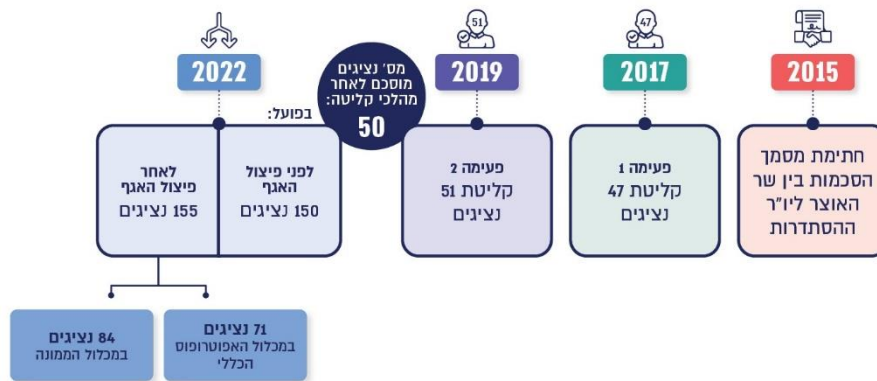 2015
חתימת מסמך
הסכמות בין שר
האוצר ליו"ר
ההסתדרות
47
2017
פעימה 1
קליטת 47
נציגים
51
2019
פעימה 2
קליטת 51
נציגים
מס' נציגים
מוסכם לאחר
מהלכי קליטה:
50
2022
בפועל:
לפני פיצול
האגף
150 נציגים
לאחר
פיצול האגף
155 נציגים
71 נציגים
במכלול האפוטרופוס
הכללי
84 נציגים
במכלול הממונה